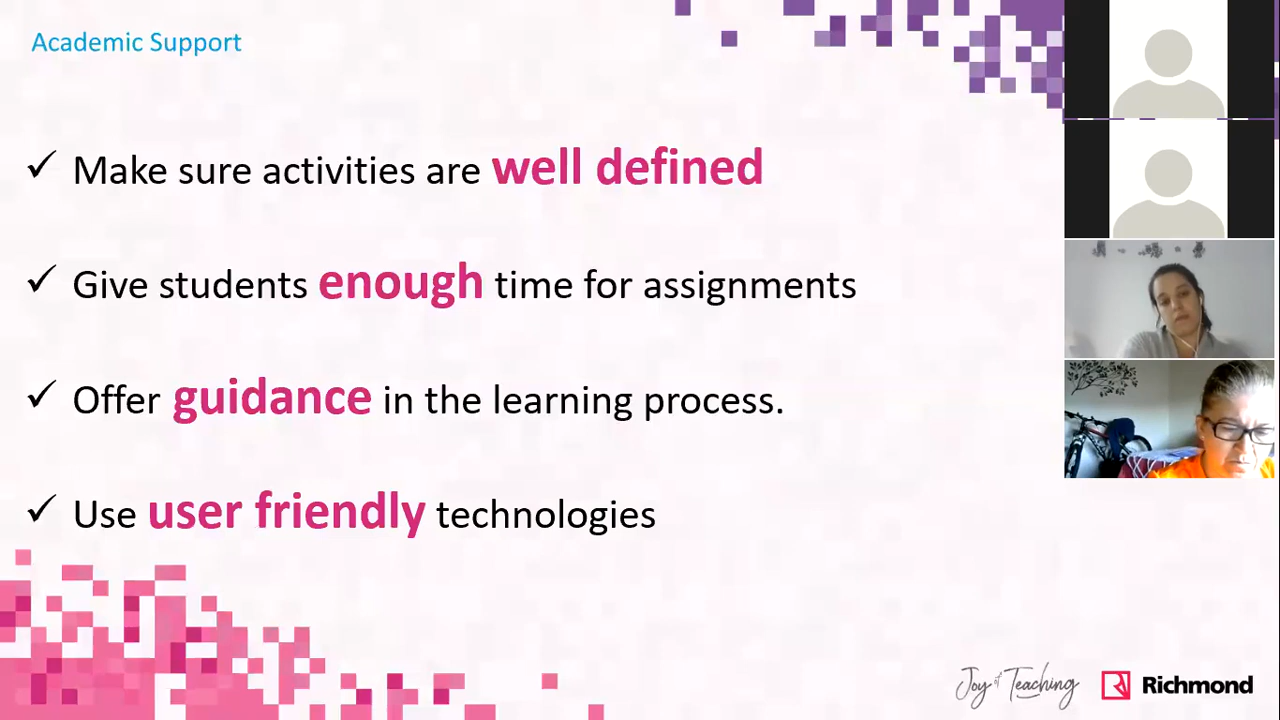 Academic Support
✓ Make sure activities are well defined
✓ Give students enough time for assignments
✓ Offer guidance in the learning process.
✓ Use user friendly technologies
Joy of Teaching
Richmond